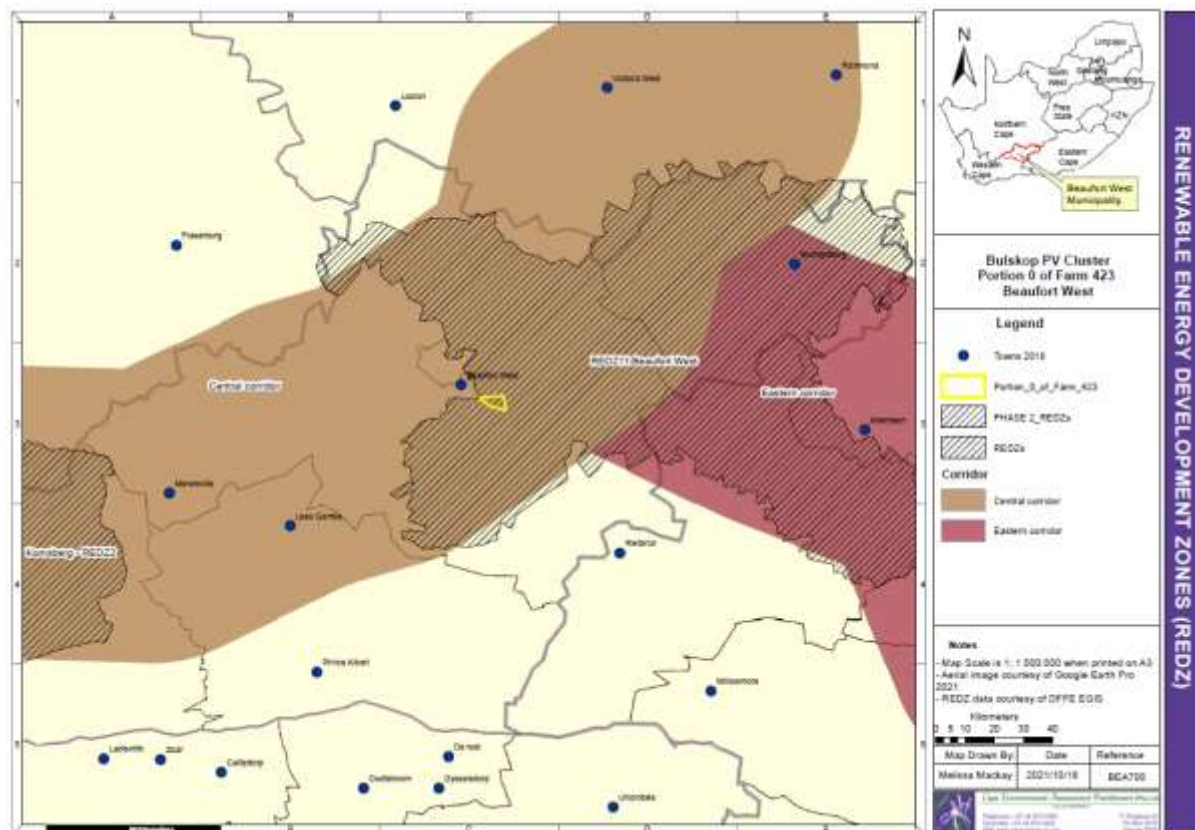 A
B
C
D
E
1
Loxton
Victoria West
Richmond
2
Fraserburg
Murraysburg
REDZ11 Beaufort West
Central corridor
Beaufort West
Eastern corridor
3
Aberdeen
Merweville
Leeu Gamka
Komsberg - REDZ2
Rietbron
4
Prince Albert
Willowmore
5
Ladismith
Zoar
Calitzdorp
De Rust
Oudtshoorn
Dysselsdorp
Uniondale
N
Limpopo
North
West
Gauteng
Mpumalanga
Free
State
KZN
Northern
Cape
Eastern
Cape
Western
Cape
Beaufort West
Municipality
Bulskop PV Cluster
Portion 0 of Farm 423
Beaufort West
Legend
Towns 2018
Portion_0_of_Farm_423
PHASE 2_REDZs
REDZs
Corridor
Central corridor
Eastern corridor
Notes
- Map Scale is 1: 1 000 000 when printed on A3
- Aerial image courtesy of Google Earth Pro
2021
- REDZ data courtesy of DFFE EGIS
Kilometers
0 5 10 20 30 40
Map Drawn By: Date Reference
Melissa Mackay 2021/10/18 BEA700
RENEWABLE ENERGY DEVELOPMENT ZONES (REDZ)